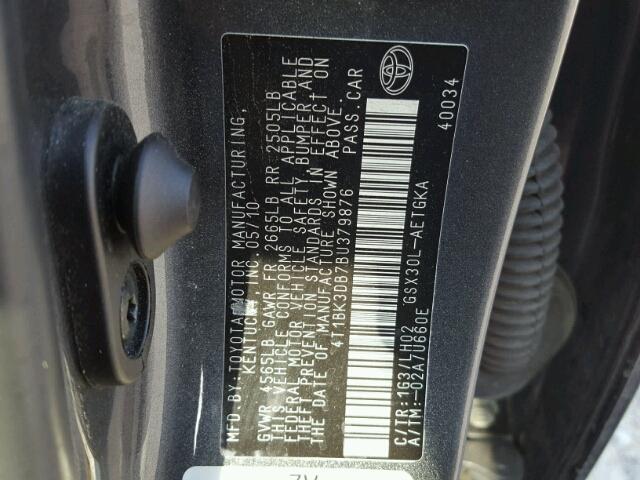 MFD. BY: TOYOTA MOTOR MANUFACTURING,
KENTUCKY, INC. 05/10
GVWR 4565LB GAWR FR 2665LB RR 2505LB
THIS VEHICLE CONFORMS TO ALL APPLICABLE
FEDERAL MOTOR VEHICLE SAFETY, BUMPER AND
THEFT PREVENTION STANDARDS IN EFFECT ON
THE DATE OF MANUFACTURE SHOWN ABOVE.
4T1BK3DB7BU379876 PASS.CAR
C/TR:1G3/LH02 GSX30L-AETGKA
A/TM:-02A/U660E
40034